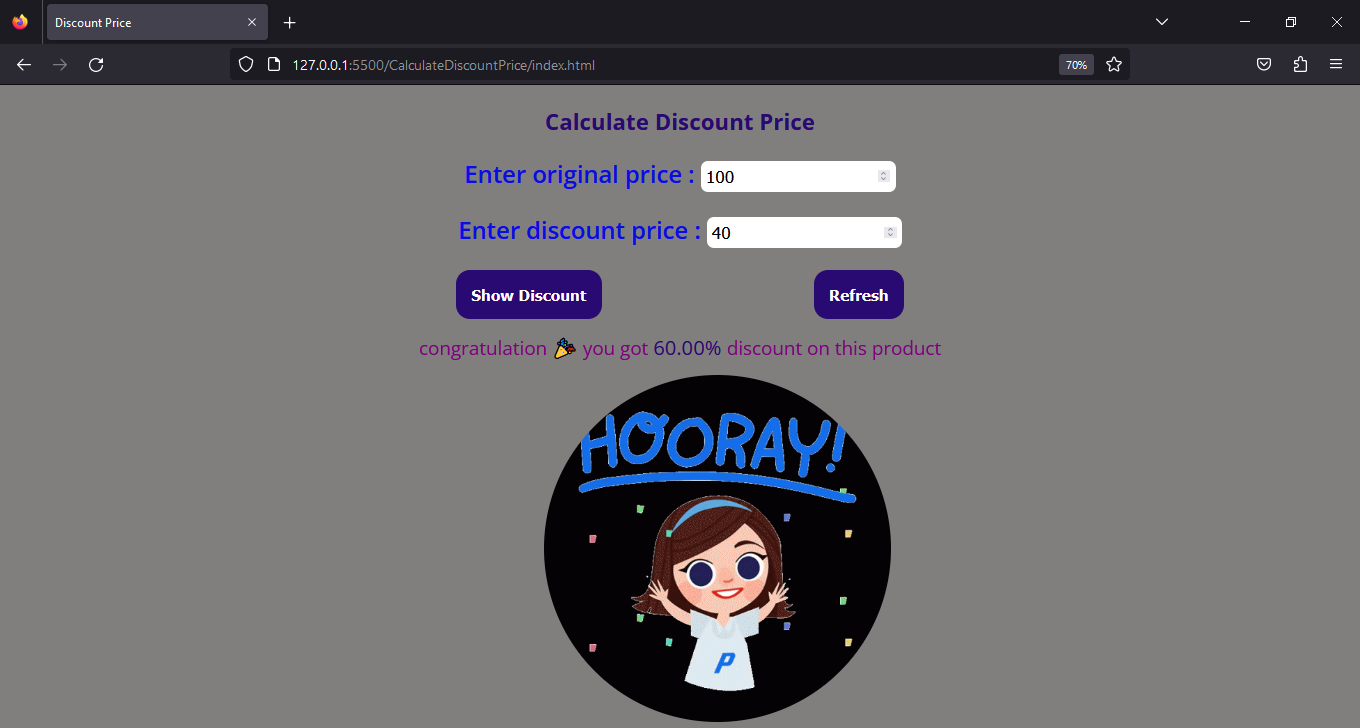 Discount Price
127.0.0.1:5500/CalculateDiscountPrice/index.html 70%
Calculate Discount Price
Enter original price : 100
Enter discount price : 40
Show Discount Refresh
congratulation 🎉 you got 60.00% discount on this product
HOORAY!
P